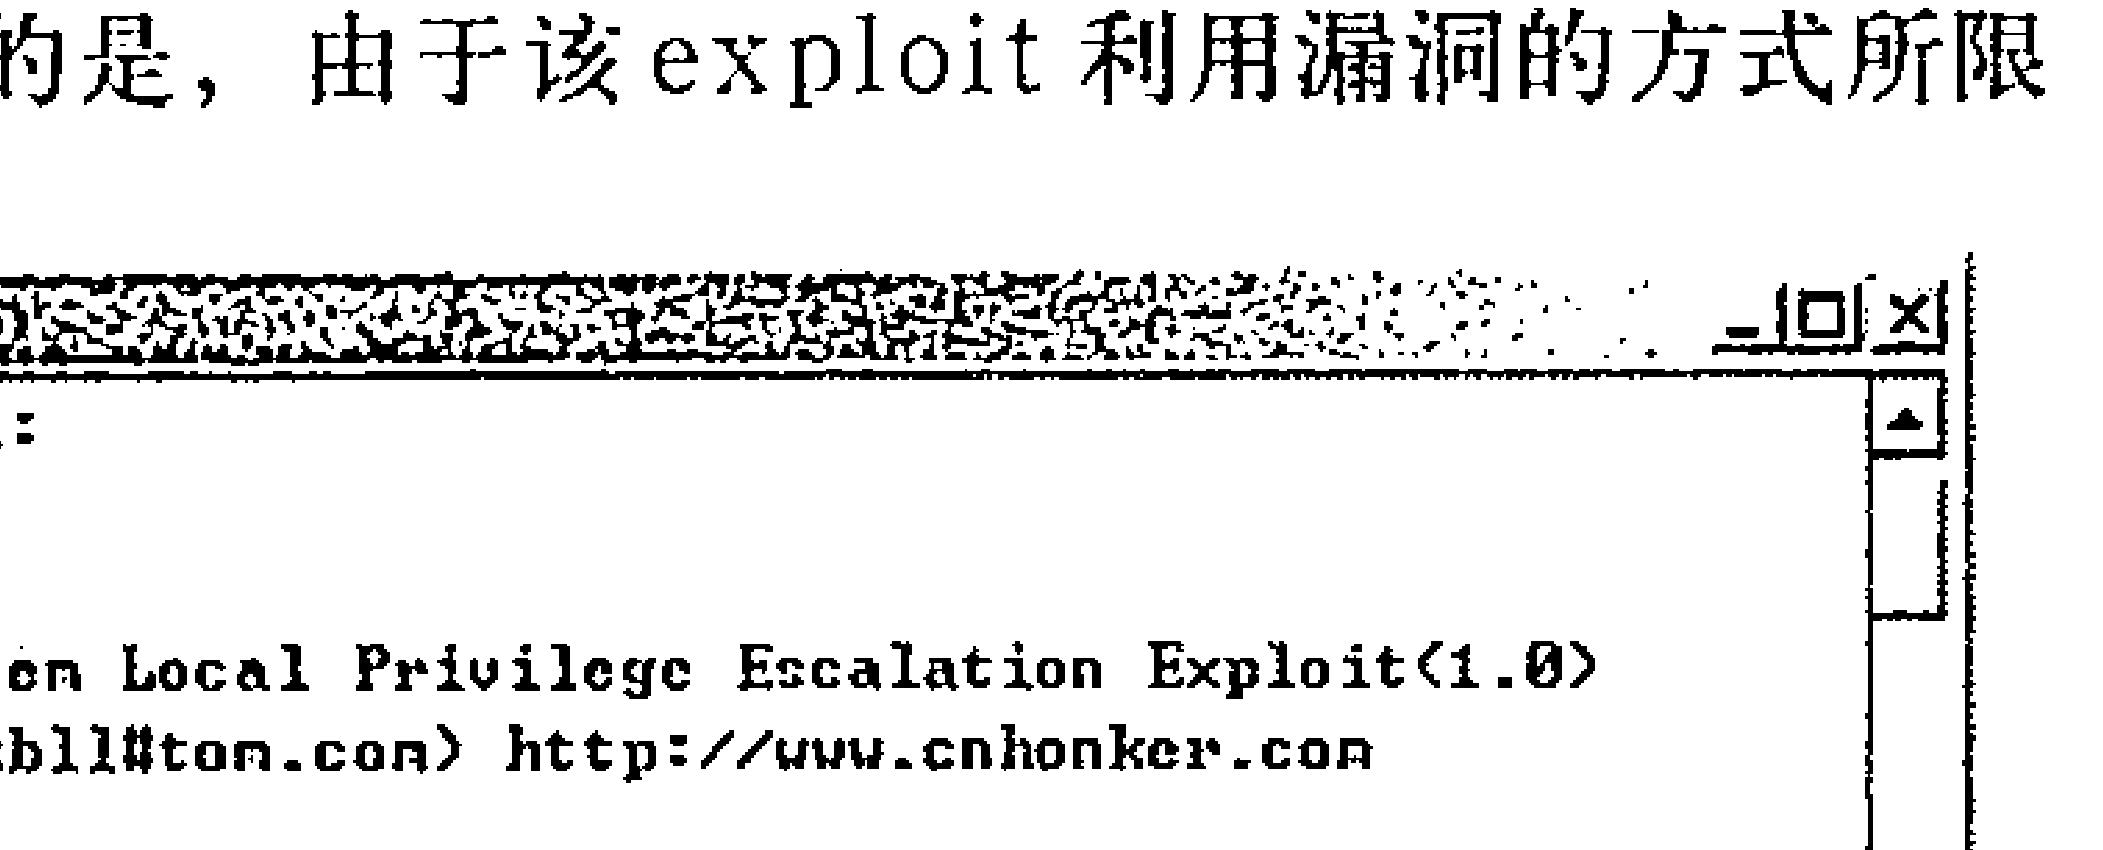 的是，由于该exploit利用漏洞的方式所限
:
em Local Privilege Escalation Exploit(1.0)
bll#tom.com) http://www.cnhonker.com